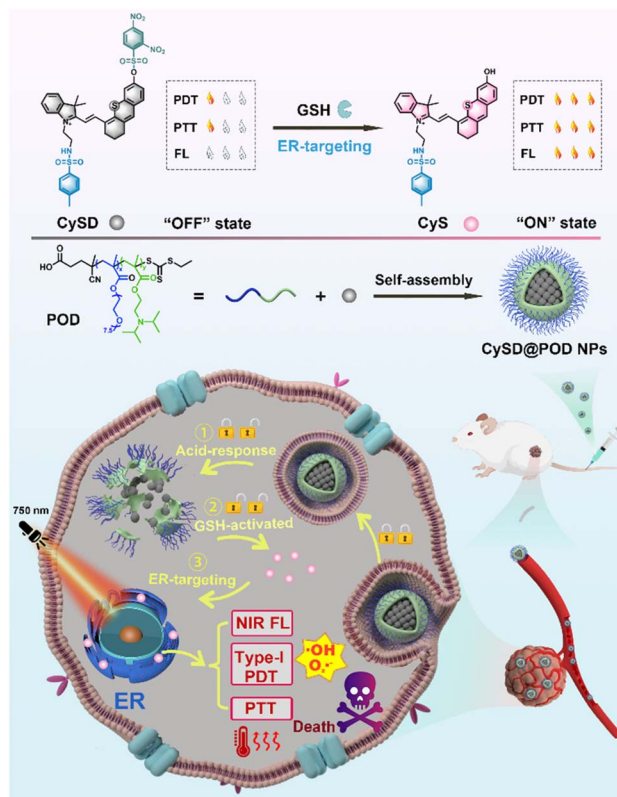 NO₂
NO₂
O=S=O
O
S
N⁺
HN
O=S=O
PDT
PTT
FL
GSH
ER-targeting
OH
S
N⁺
HN
O=S=O
PDT
PTT
FL
CySD
"OFF" state
CyS
"ON" state
HO
O
CN
x
y
O
O
O
O
S
S
S
O
7.5
N
POD
=
+
Self-assembly
CySD@POD NPs
① Acid-response
② GSH-activated
③ ER-targeting
750 nm
ER
NIR FL
Type-I
PDT
PTT
·OH
O₂·⁻
Death